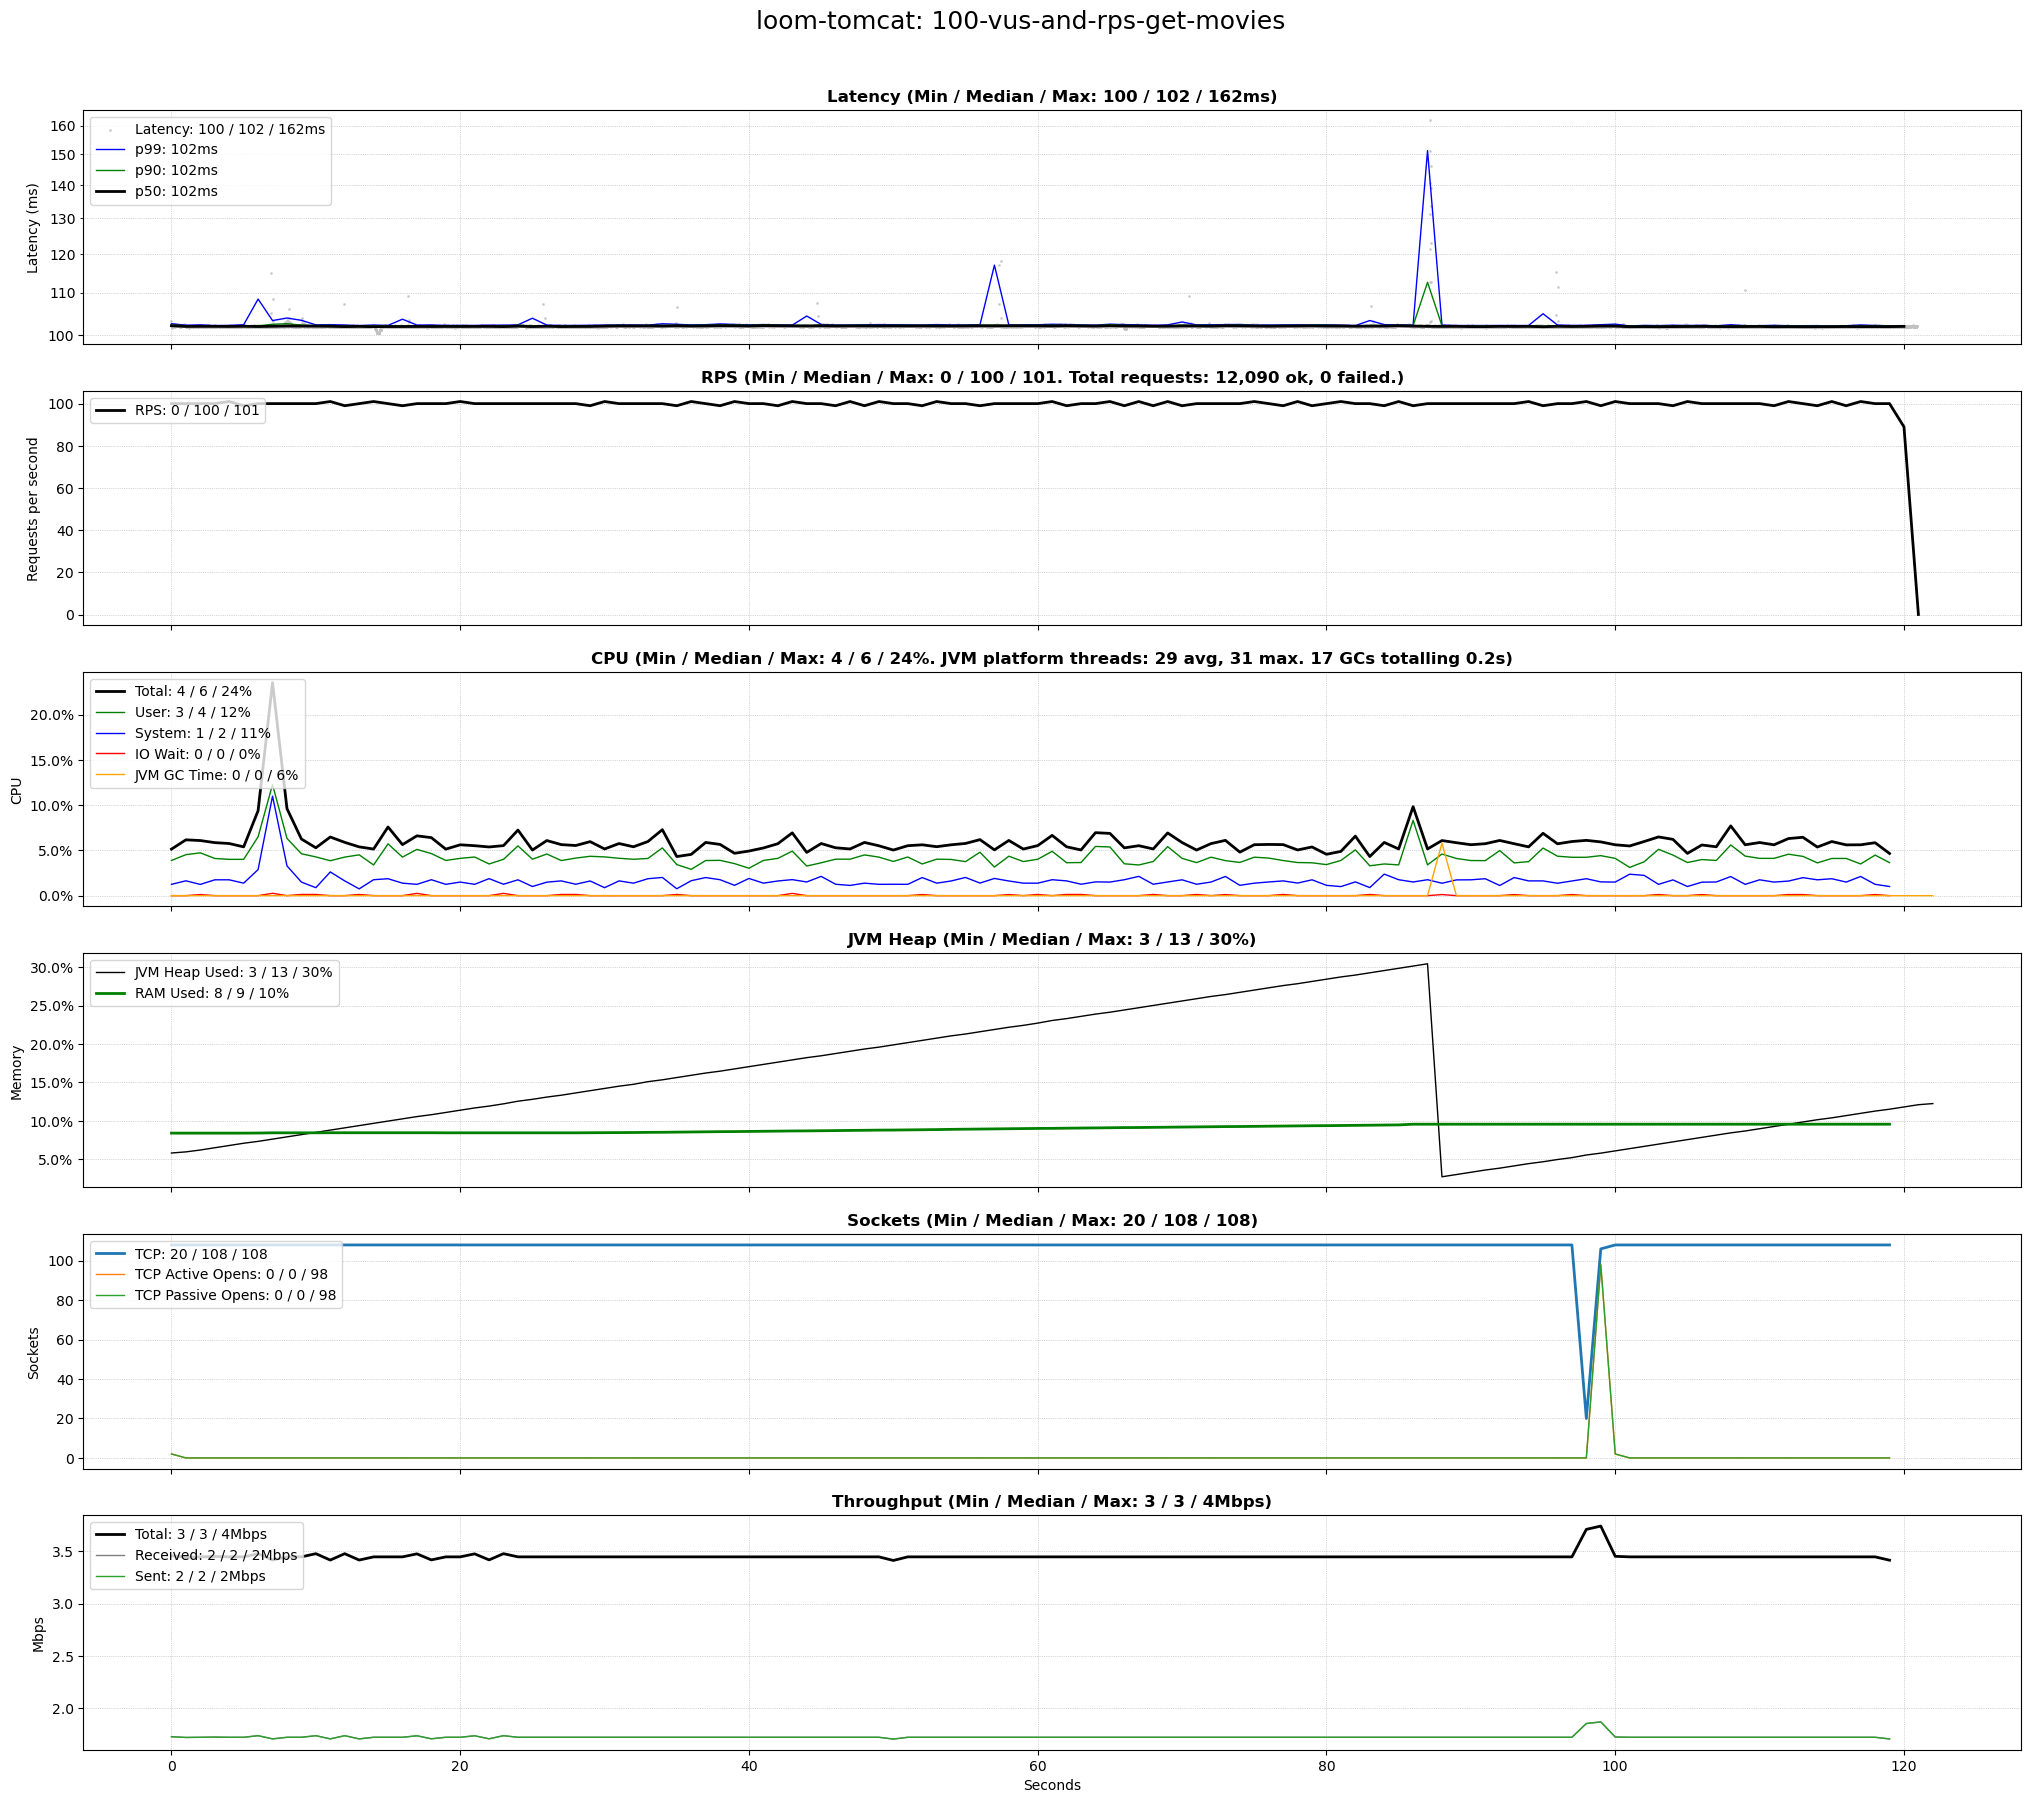 loom-tomcat: 100-vus-and-rps-get-movies
Latency (Min / Median / Max: 100 / 102 / 162ms)
Latency (ms)
160
150
140
130
120
110
100
Latency: 100 / 102 / 162ms
p99: 102ms
p90: 102ms
p50: 102ms
RPS (Min / Median / Max: 0 / 100 / 101. Total requests: 12,090 ok, 0 failed.)
Requests per second
100
80
60
40
20
0
RPS: 0 / 100 / 101
CPU (Min / Median / Max: 4 / 6 / 24%. JVM platform threads: 29 avg, 31 max. 17 GCs totalling 0.2s)
CPU
20.0%
15.0%
10.0%
5.0%
0.0%
Total: 4 / 6 / 24%
User: 3 / 4 / 12%
System: 1 / 2 / 11%
IO Wait: 0 / 0 / 0%
JVM GC Time: 0 / 0 / 6%
JVM Heap (Min / Median / Max: 3 / 13 / 30%)
Memory
30.0%
25.0%
20.0%
15.0%
10.0%
5.0%
JVM Heap Used: 3 / 13 / 30%
RAM Used: 8 / 9 / 10%
Sockets (Min / Median / Max: 20 / 108 / 108)
Sockets
100
80
60
40
20
0
TCP: 20 / 108 / 108
TCP Active Opens: 0 / 0 / 98
TCP Passive Opens: 0 / 0 / 98
Throughput (Min / Median / Max: 3 / 3 / 4Mbps)
Mbps
3.5
3.0
2.5
2.0
Total: 3 / 3 / 4Mbps
Received: 2 / 2 / 2Mbps
Sent: 2 / 2 / 2Mbps
0 20 40 60 80 100 120
Seconds